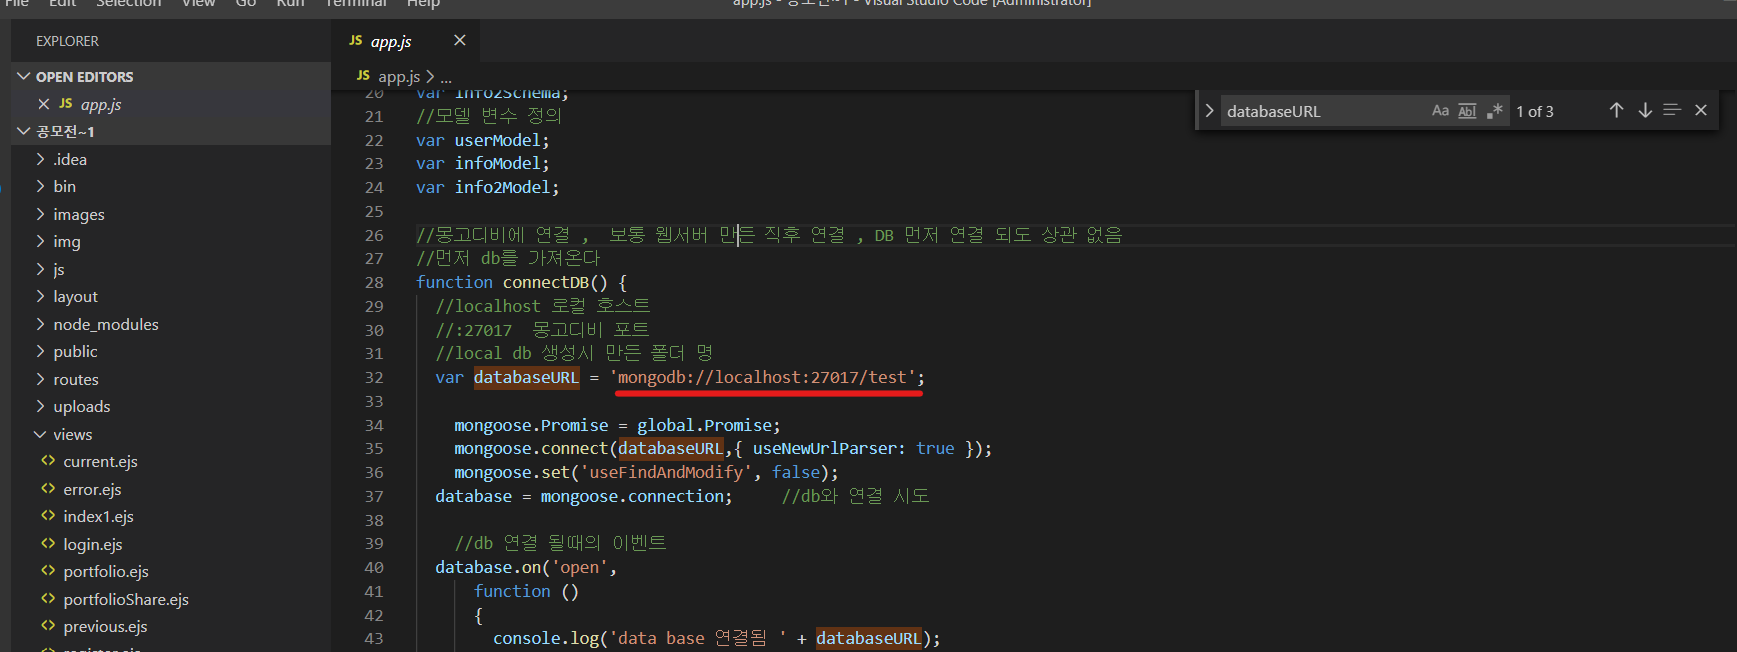 File Edit Selection View Go Run Terminal Help
app.js - 공모전~1 - Visual Studio Code [Administrator]
EXPLORER
OPEN EDITORS
JS app.js
공모전~1
.idea
bin
images
img
js
layout
node_modules
public
routes
uploads
views
current.ejs
error.ejs
index1.ejs
login.ejs
portfolio.ejs
portfolioShare.ejs
previous.ejs
register.ejs
JS app.js
JS app.js > ...
databaseURL Aa Abl .* 1 of 3
20 var info2Schema;
21 //모델 변수 정의
22 var userModel;
23 var infoModel;
24 var info2Model;
25
26 //몽고디비에 연결 , 보통 웹서버 만든 직후 연결 , DB 먼저 연결 되도 상관 없음
27 //먼저 db를 가져온다
28 function connectDB() {
29 //localhost 로컬 호스트
30 //:27017 몽고디비 포트
31 //local db 생성시 만든 폴더 명
32 var databaseURL = 'mongodb://localhost:27017/test';
33
34 mongoose.Promise = global.Promise;
35 mongoose.connect(databaseURL,{ useNewUrlParser: true });
36 mongoose.set('useFindAndModify', false);
37 database = mongoose.connection; //db와 연결 시도
38
39 //db 연결 될때의 이벤트
40 database.on('open',
41 function ()
42 {
43 console.log('data base 연결됨 ' + databaseURL);